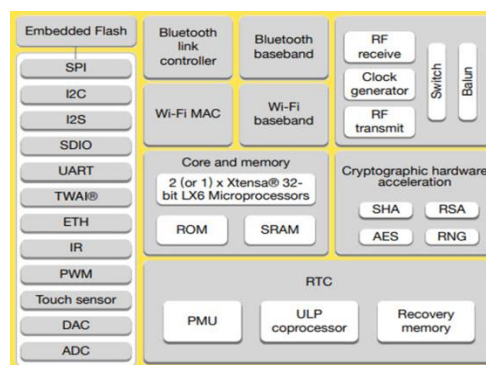 Embedded Flash
SPI
I2C
I2S
SDIO
UART
TWAI®
ETH
IR
PWM
Touch sensor
DAC
ADC
Bluetooth
link
controller
Bluetooth
baseband
Wi-Fi MAC
Wi-Fi
baseband
RF
receive
Clock
generator
RF
transmit
Switch
Balun
Core and memory
2 (or 1) x Xtensa® 32-
bit LX6 Microprocessors
ROM
SRAM
Cryptographic hardware
acceleration
SHA
RSA
AES
RNG
RTC
PMU
ULP
coprocessor
Recovery
memory